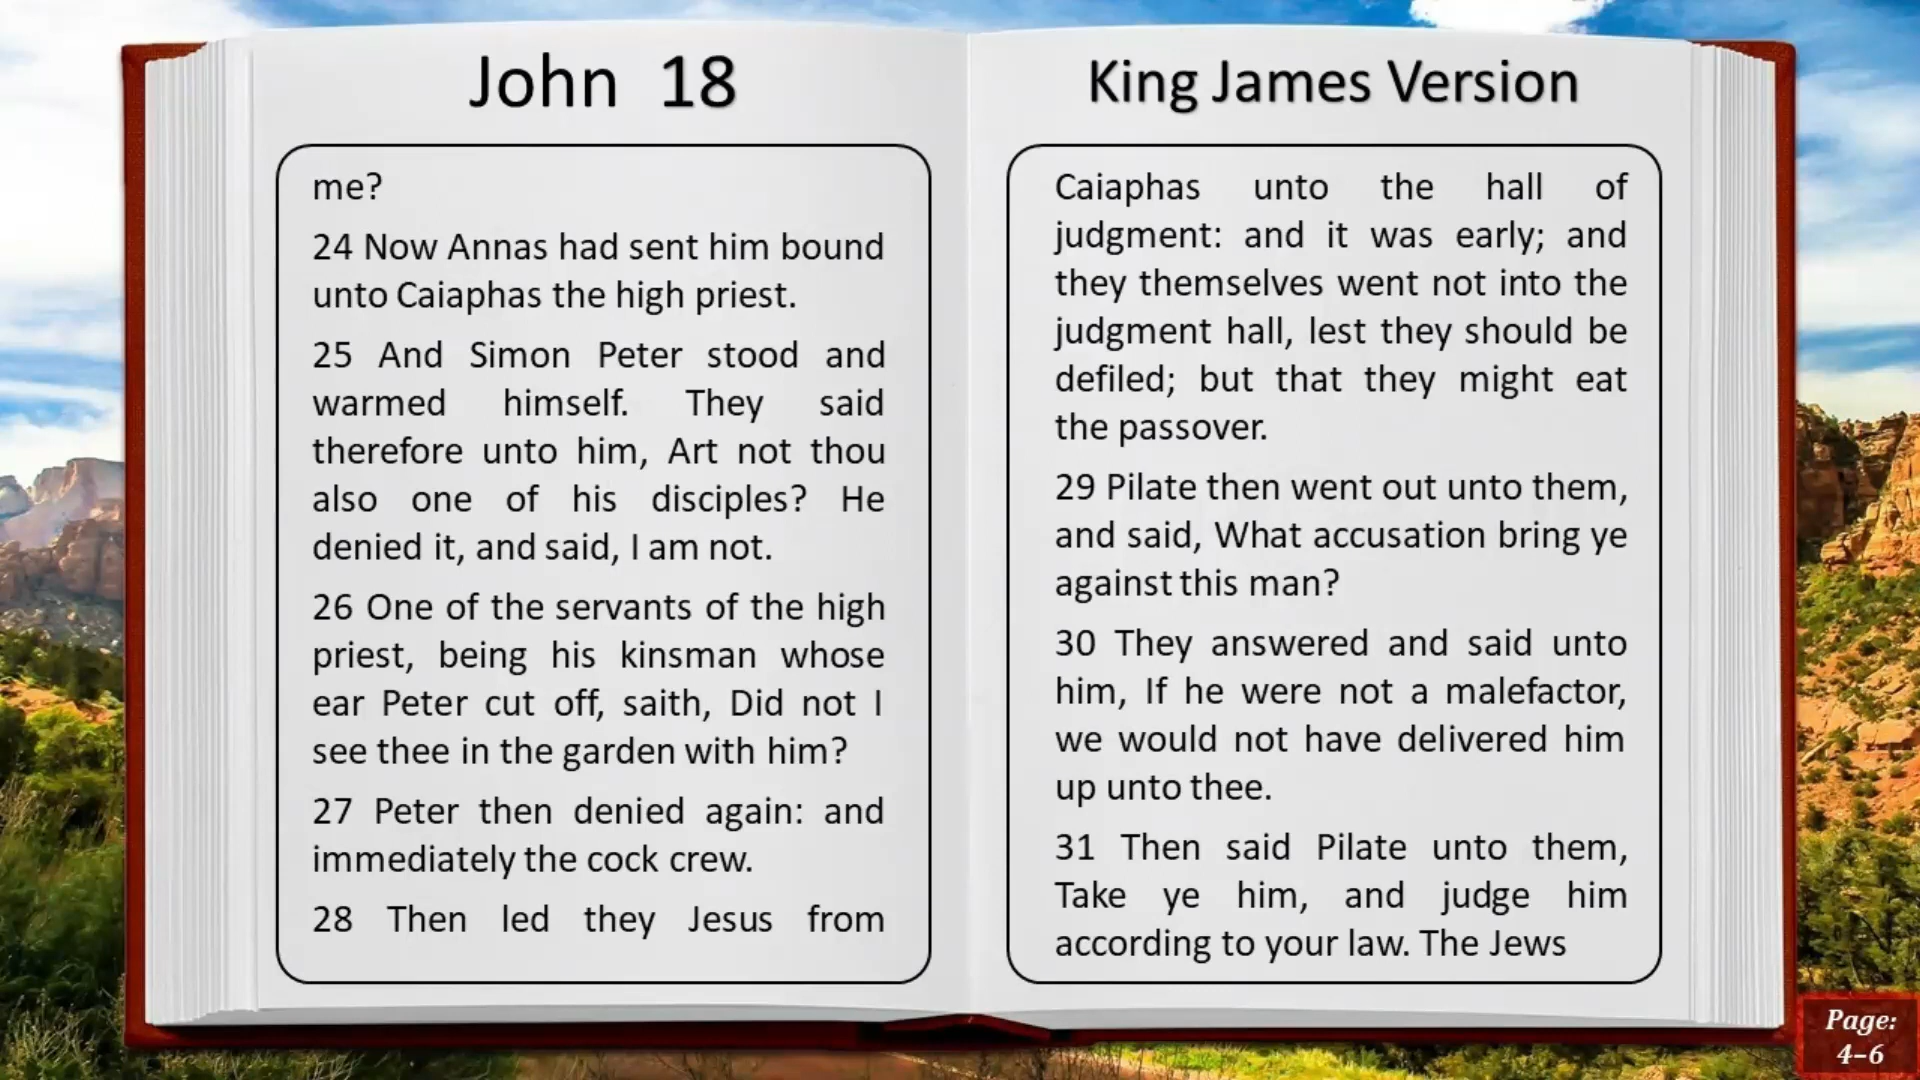 John 18
me?
24 Now Annas had sent him bound
unto Caiaphas the high priest.
25 And Simon Peter stood and
warmed himself. They said
therefore unto him, Art not thou
also one of his disciples? He
denied it, and said, I am not.
26 One of the servants of the high
priest, being his kinsman whose
ear Peter cut off, saith, Did not I
see thee in the garden with him?
27 Peter then denied again: and
immediately the cock crew.
28 Then led they Jesus from
King James Version
Caiaphas unto the hall of
judgment: and it was early; and
they themselves went not into the
judgment hall, lest they should be
defiled; but that they might eat
the passover.
29 Pilate then went out unto them,
and said, What accusation bring ye
against this man?
30 They answered and said unto
him, If he were not a malefactor,
we would not have delivered him
up unto thee.
31 Then said Pilate unto them,
Take ye him, and judge him
according to your law. The Jews
Page:
4–6